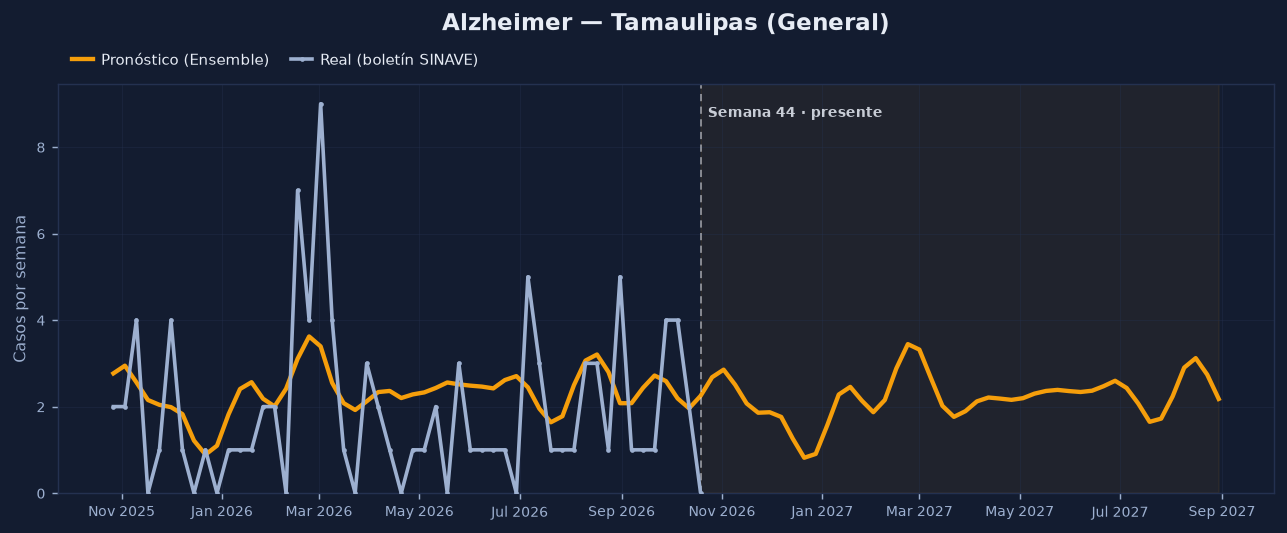 Alzheimer — Tamaulipas (General)
Pronóstico (Ensemble)
Real (boletín SINAVE)
Semana 44 · presente
Casos por semana
8
6
4
2
0
Nov 2025
Jan 2026
Mar 2026
May 2026
Jul 2026
Sep 2026
Nov 2026
Jan 2027
Mar 2027
May 2027
Jul 2027
Sep 2027